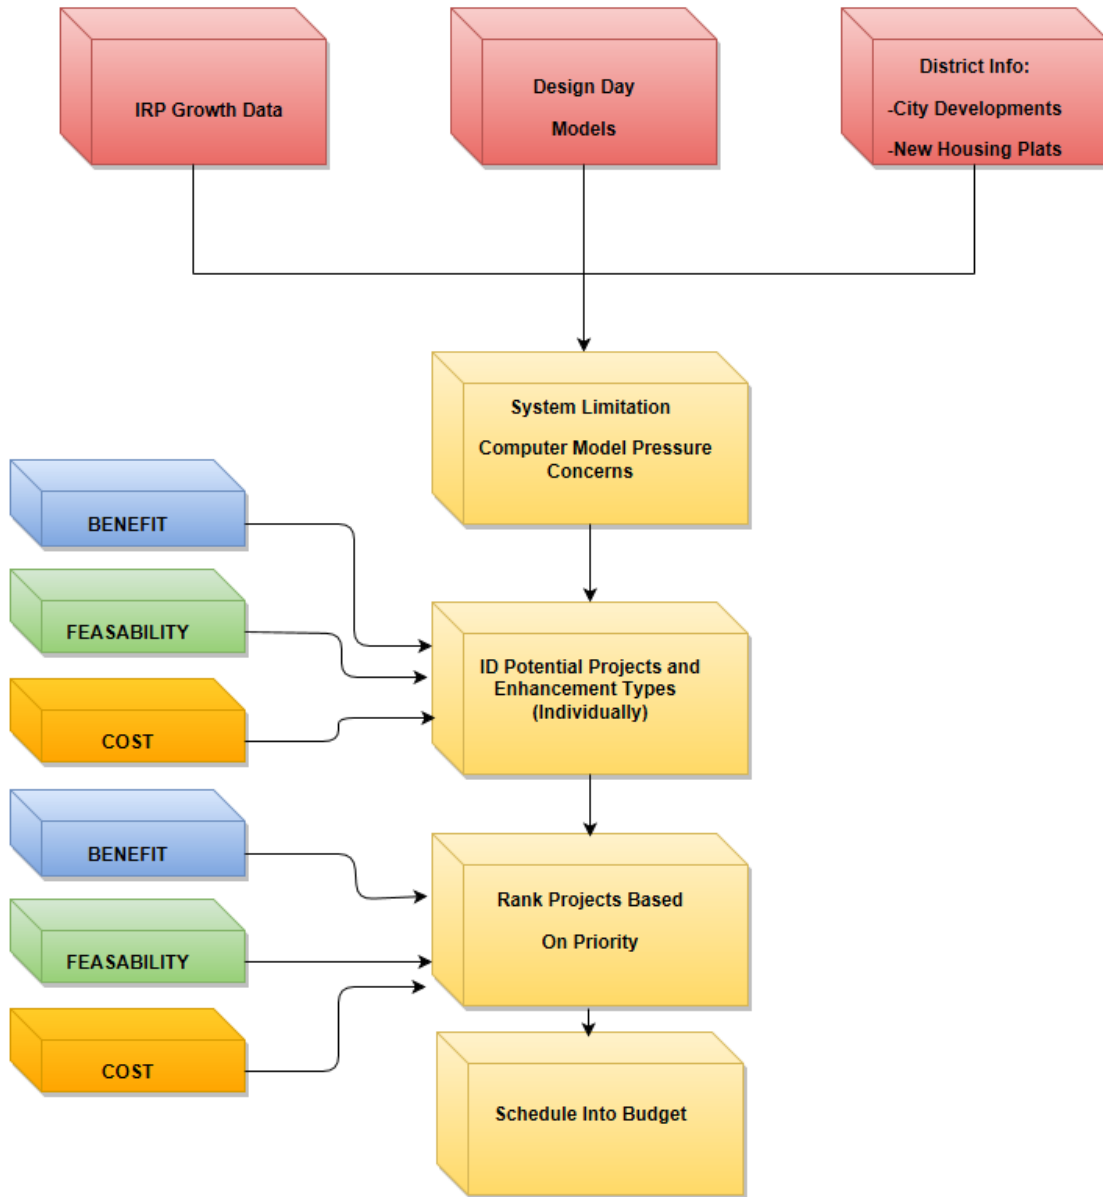 IRP Growth Data
Design Day
Models
District Info:
-City Developments
-New Housing Plats
System Limitation
Computer Model Pressure
Concerns
BENEFIT
FEASABILITY
COST
ID Potential Projects and
Enhancement Types
(Individually)
BENEFIT
FEASABILITY
COST
Rank Projects Based
On Priority
Schedule Into Budget